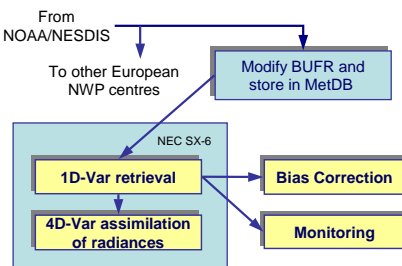 From
NOAA/NESDIS
To other European
NWP centres
Modify BUFR and
store in MetDB
NEC SX-6
1D-Var retrieval
Bias Correction
4D-Var assimilation
of radiances
Monitoring